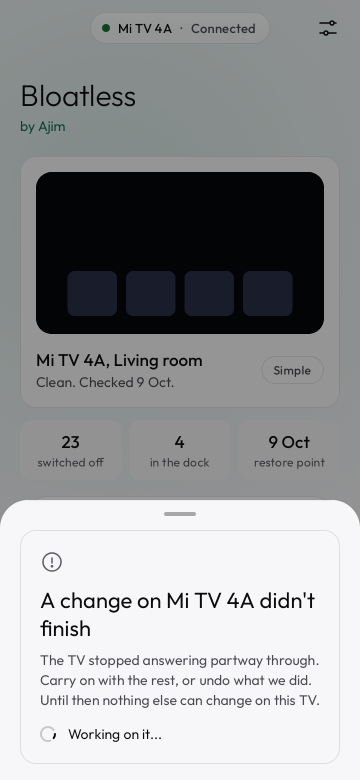 Mi TV 4A · Connected
Bloatless
by Ajim
Mi TV 4A, Living room
Clean. Checked 9 Oct.
Simple
23
switched off
4
in the dock
9 Oct
restore point
A change on Mi TV 4A didn't
finish
The TV stopped answering partway through.
Carry on with the rest, or undo what we did.
Until then nothing else can change on this TV.
Working on it...